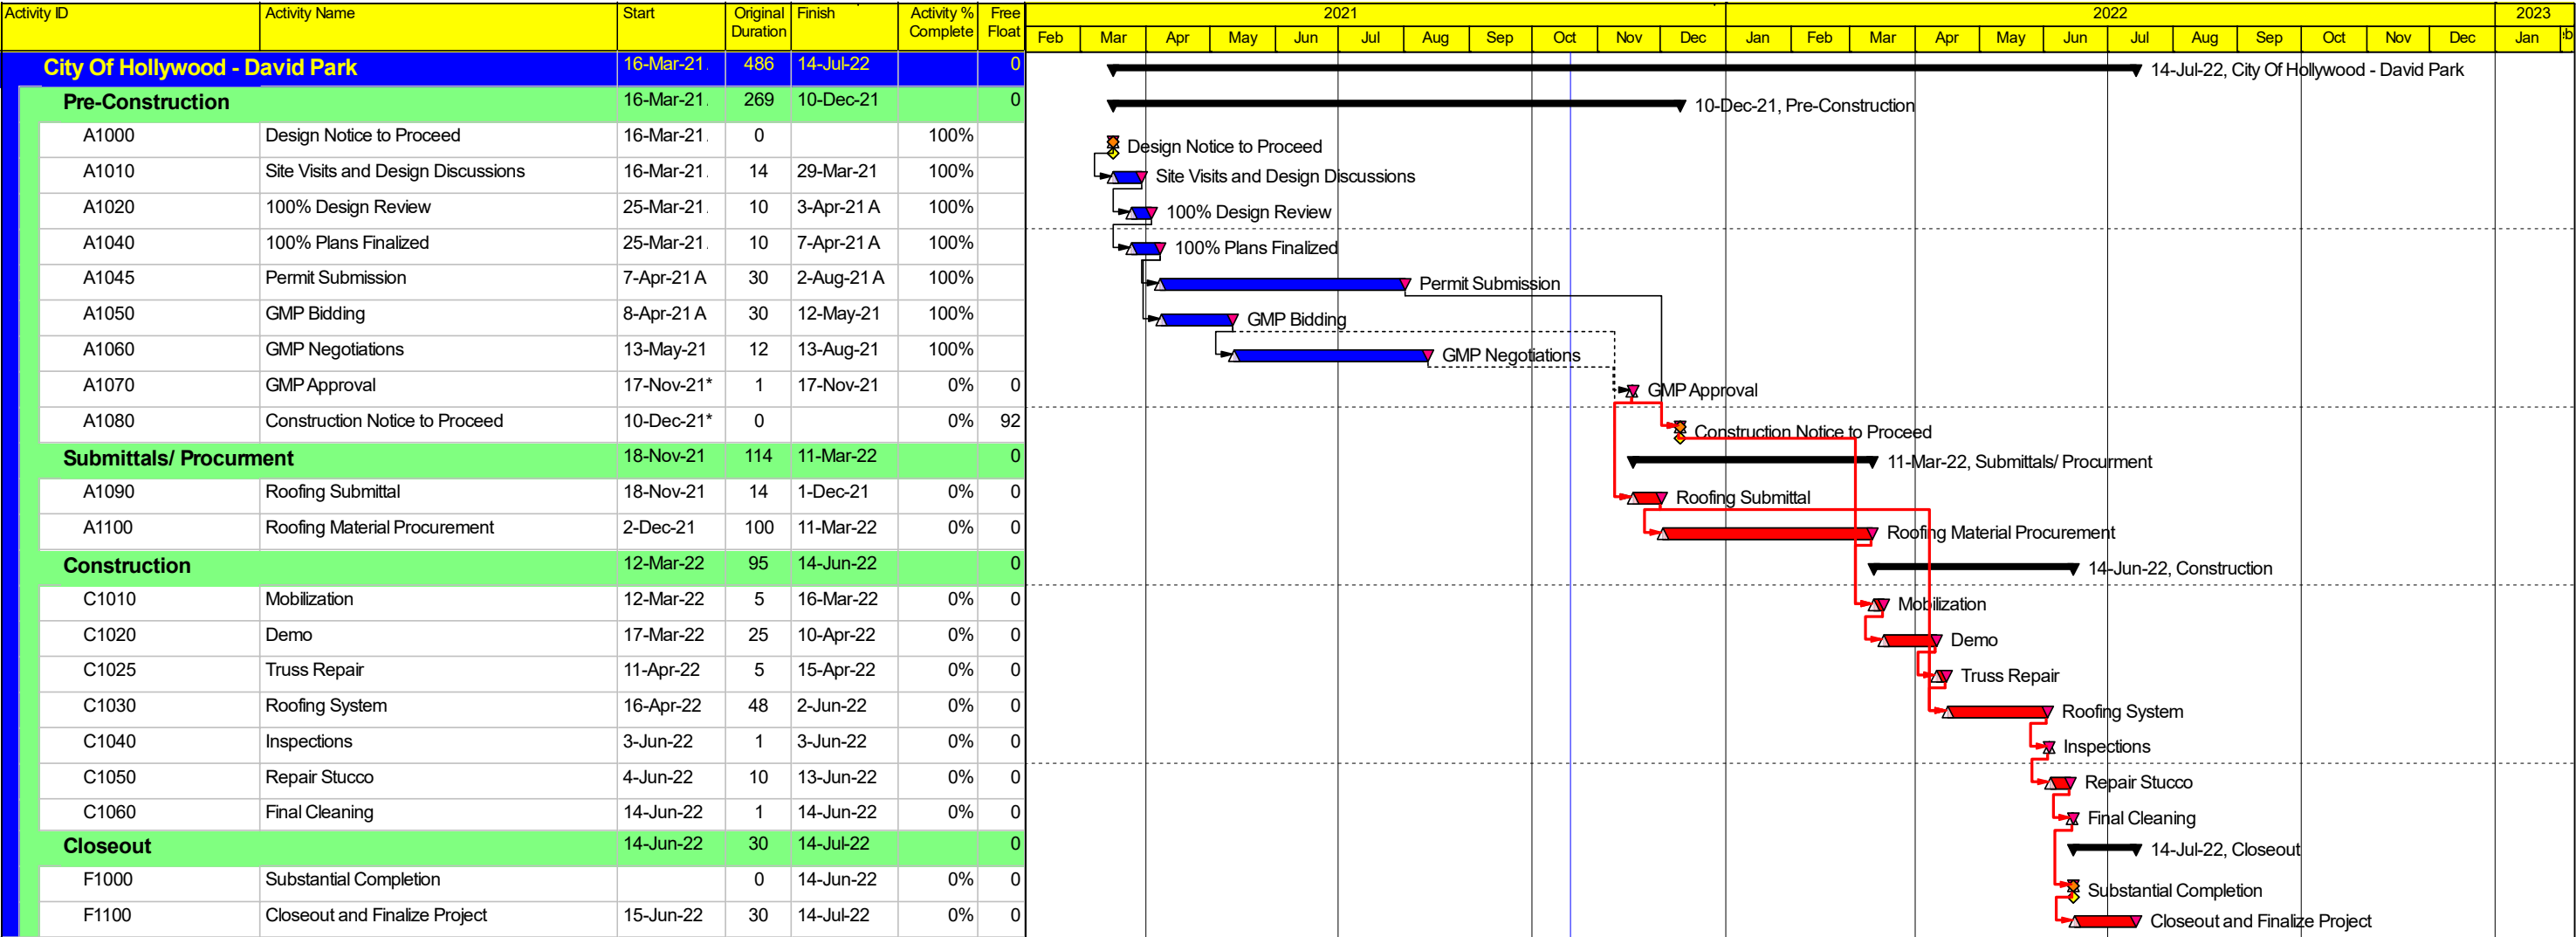 Activity ID Activity Name Start Original Duration Finish Activity % Complete Free Float 2021 2022 2023
Feb Mar Apr May Jun Jul Aug Sep Oct Nov Dec Jan Feb Mar Apr May Jun Jul Aug Sep Oct Nov Dec Jan
City Of Hollywood - David Park 16-Mar-21 486 14-Jul-22 0 14-Jul-22, City Of Hollywood - David Park
Pre-Construction 16-Mar-21 269 10-Dec-21 0 10-Dec-21, Pre-Construction
A1000 Design Notice to Proceed 16-Mar-21 0 100% Design Notice to Proceed
A1010 Site Visits and Design Discussions 16-Mar-21 14 29-Mar-21 100% Site Visits and Design Discussions
A1020 100% Design Review 25-Mar-21 10 3-Apr-21 A 100% 100% Design Review
A1040 100% Plans Finalized 25-Mar-21 10 7-Apr-21 A 100% 100% Plans Finalized
A1045 Permit Submission 7-Apr-21 A 30 2-Aug-21 A 100% Permit Submission
A1050 GMP Bidding 8-Apr-21 A 30 12-May-21 100% GMP Bidding
A1060 GMP Negotiations 13-May-21 12 13-Aug-21 100% GMP Negotiations
A1070 GMP Approval 17-Nov-21* 1 17-Nov-21 0% 0 GMP Approval
A1080 Construction Notice to Proceed 10-Dec-21* 0 0% 92 Construction Notice to Proceed
Submittals/ Procurment 18-Nov-21 114 11-Mar-22 0 11-Mar-22, Submittals/ Procurment
A1090 Roofing Submittal 18-Nov-21 14 1-Dec-21 0% 0 Roofing Submittal
A1100 Roofing Material Procurement 2-Dec-21 100 11-Mar-22 0% 0 Roofing Material Procurement
Construction 12-Mar-22 95 14-Jun-22 0 14-Jun-22, Construction
C1010 Mobilization 12-Mar-22 5 16-Mar-22 0% 0 Mobilization
C1020 Demo 17-Mar-22 25 10-Apr-22 0% 0 Demo
C1025 Truss Repair 11-Apr-22 5 15-Apr-22 0% 0 Truss Repair
C1030 Roofing System 16-Apr-22 48 2-Jun-22 0% 0 Roofing System
C1040 Inspections 3-Jun-22 1 3-Jun-22 0% 0 Inspections
C1050 Repair Stucco 4-Jun-22 10 13-Jun-22 0% 0 Repair Stucco
C1060 Final Cleaning 14-Jun-22 1 14-Jun-22 0% 0 Final Cleaning
Closeout 14-Jun-22 30 14-Jul-22 0 14-Jul-22, Closeout
F1000 Substantial Completion 0 14-Jun-22 0% 0 Substantial Completion
F1100 Closeout and Finalize Project 15-Jun-22 30 14-Jul-22 0% 0 Closeout and Finalize Project